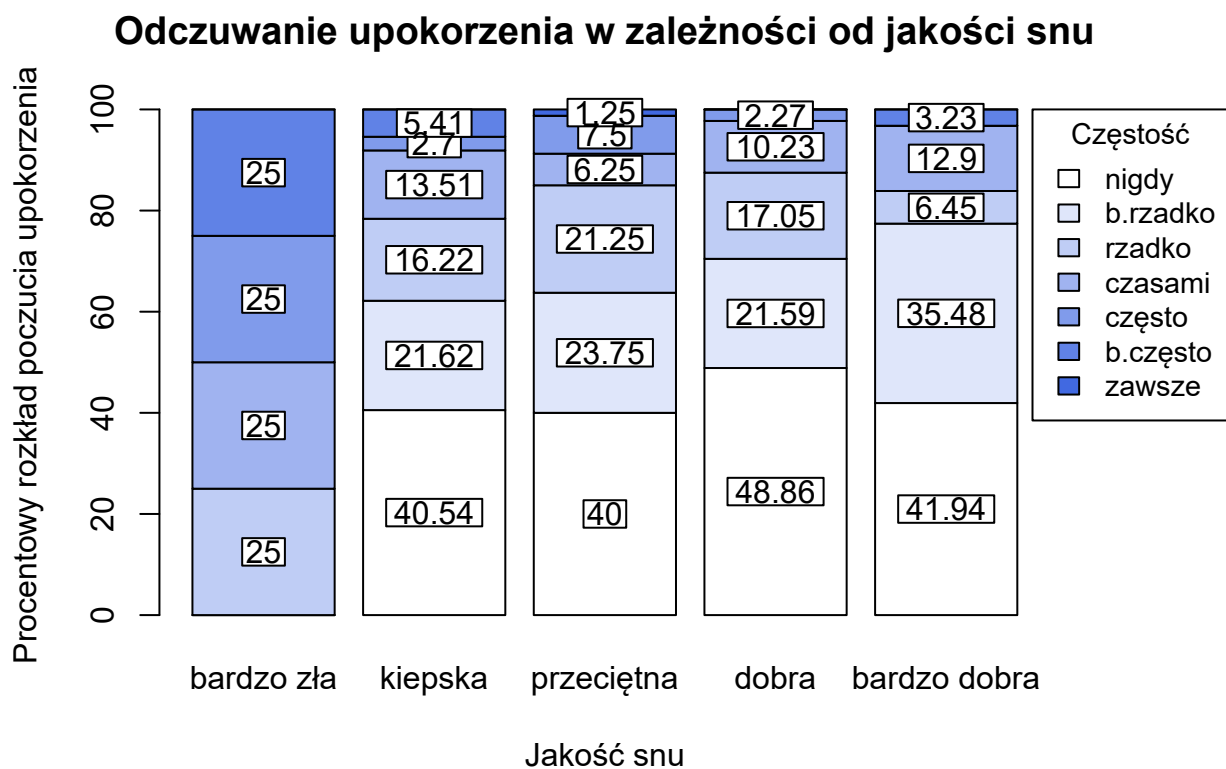 Odczuwanie upokorzenia w zależności od jakości snu
Procentowy rozkład poczucia upokorzenia
100
80
60
40
20
0
25
25
25
25
5.41
2.7
13.51
16.22
21.62
40.54
1.25
7.5
6.25
21.25
23.75
40
2.27
10.23
17.05
21.59
48.86
3.23
12.9
6.45
35.48
41.94
Częstość
nigdy
b.rzadko
rzadko
czasami
często
b.często
zawsze
bardzo zła
kiepska
przeciętna
dobra
bardzo dobra
Jakość snu